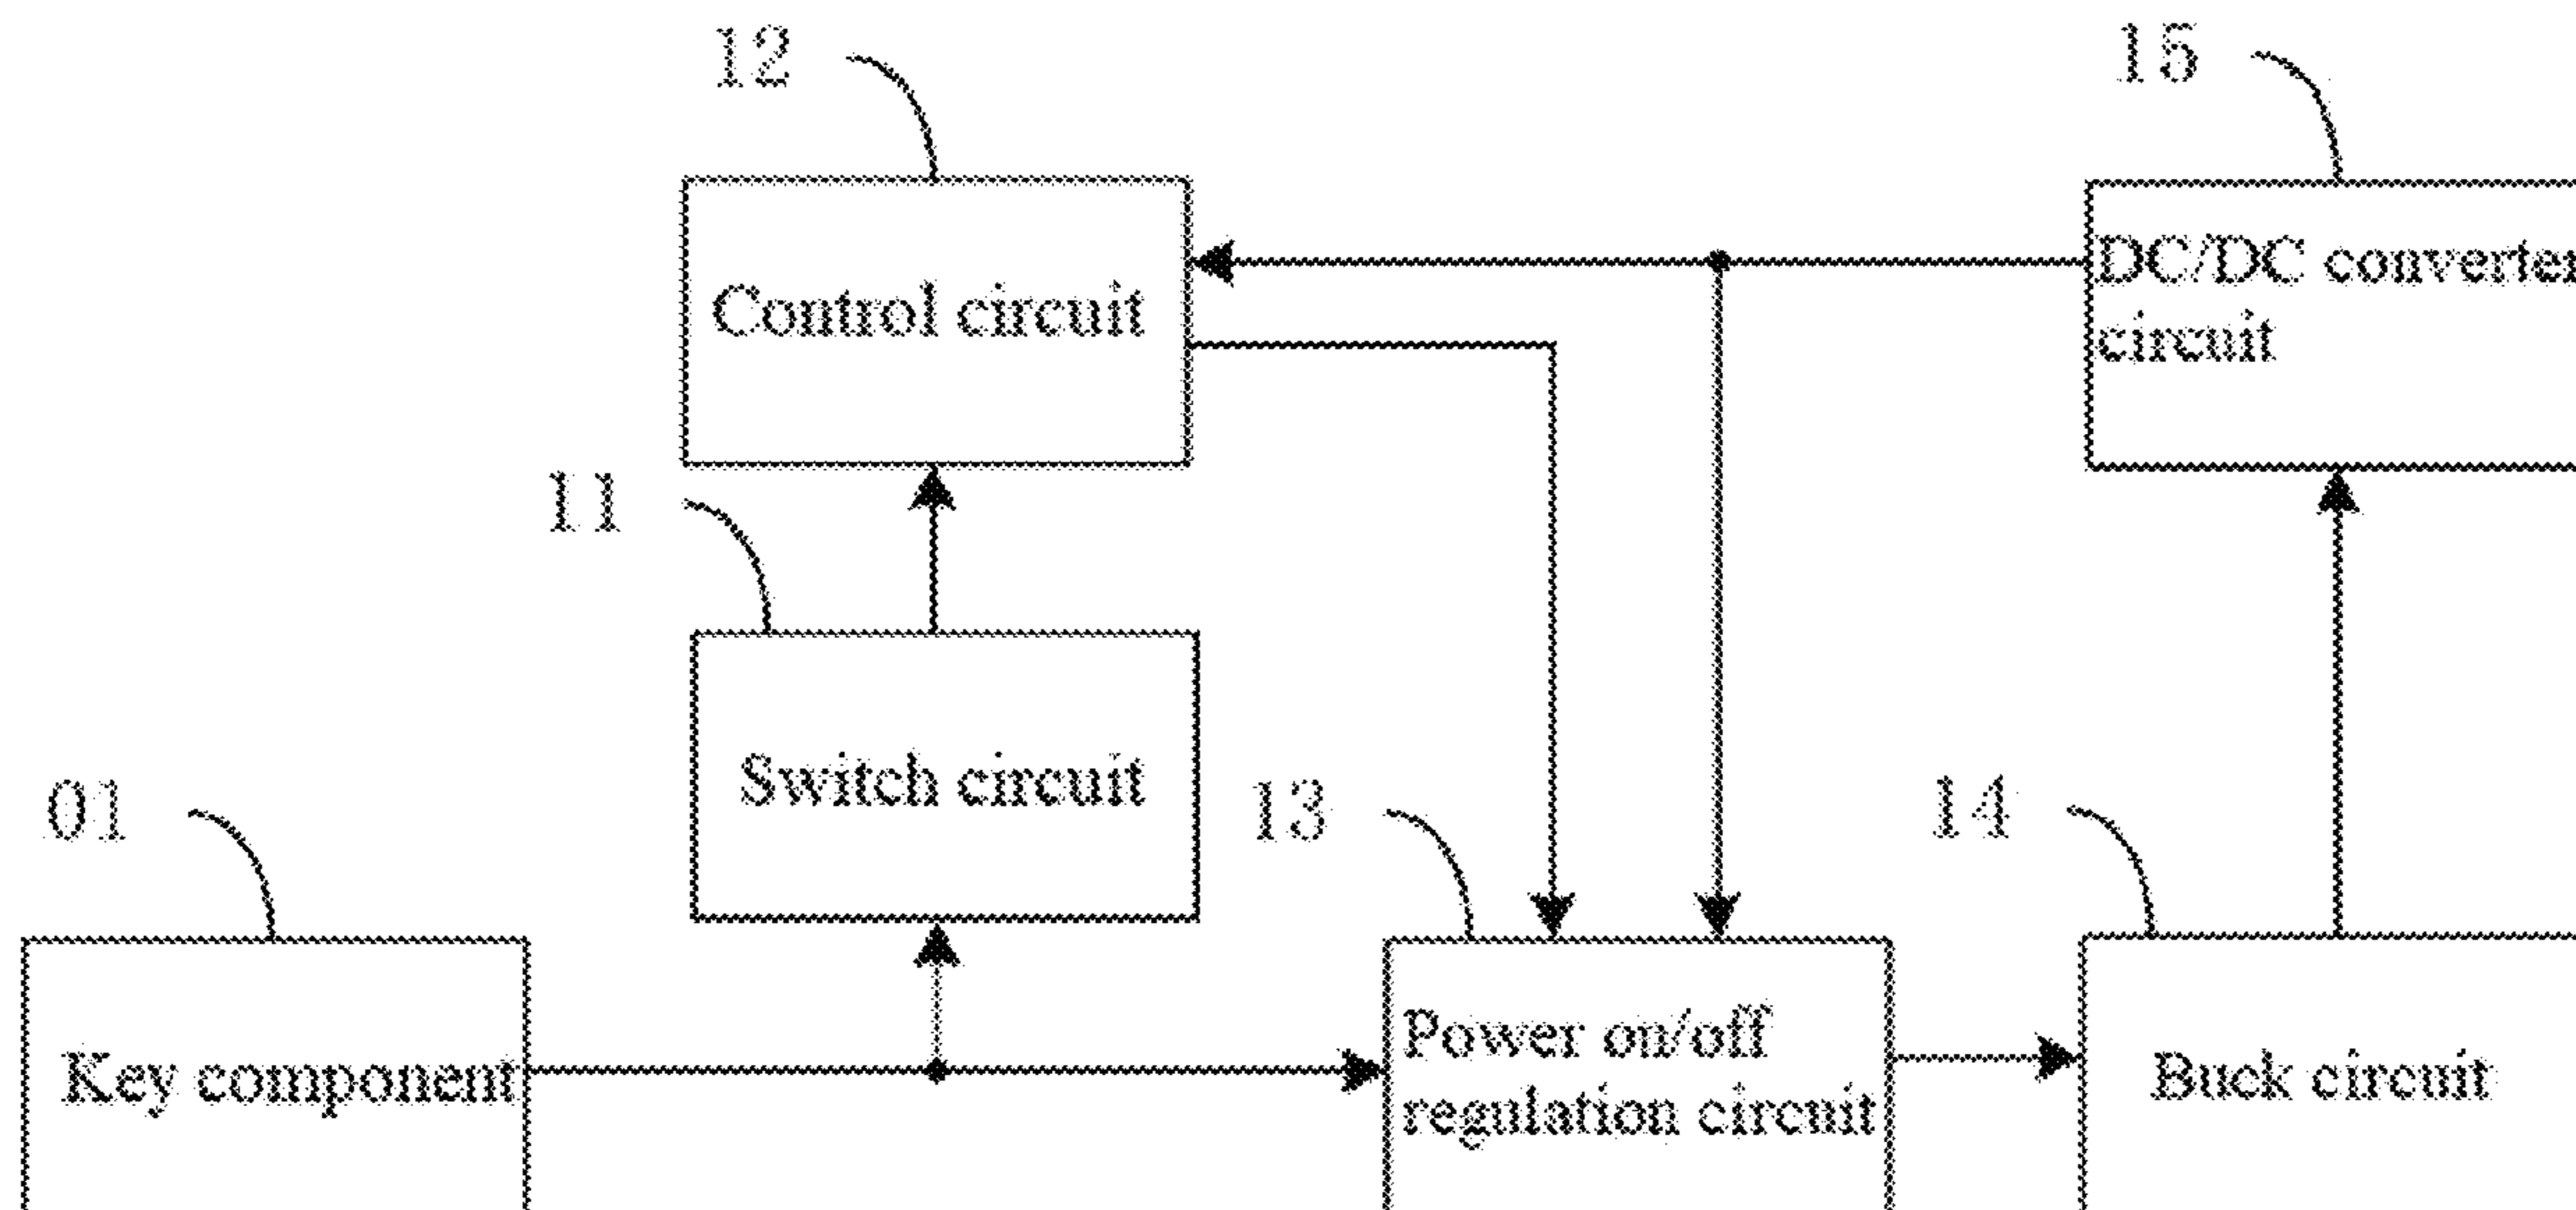 12
15
Control circuit
DC/DC converter
circuit
11
Switch circuit
01
13
14
Key component
Power on/off
regulation circuit
Buck circuit